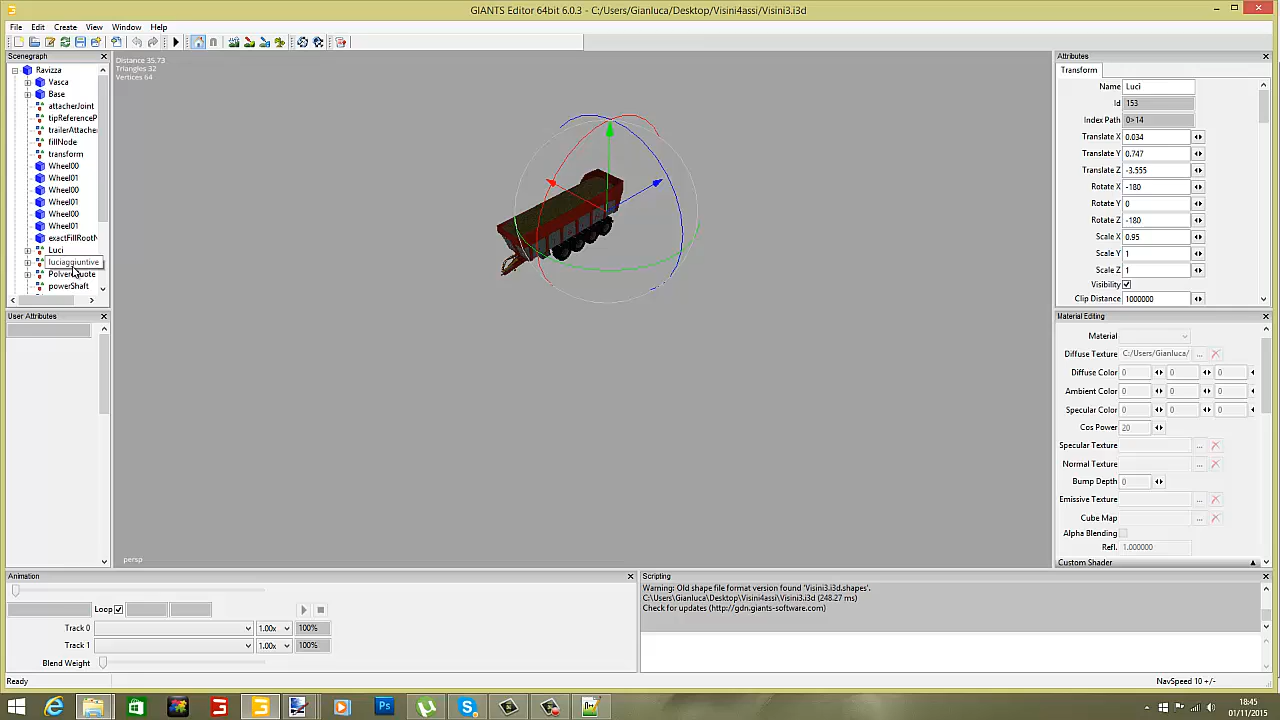 GIANTS Editor 64bit 6.0.3 - C:/Users/Gianluca/Desktop/Visini4assi/Visini3.i3d
File Edit Create View Window Help
Scenegraph
Ravizza
Vasca
Base
attacherJoint
tipReferenceP
trailerAttache
fillNode
transform
Wheel00
Wheel01
Wheel00
Wheel01
Wheel00
Wheel01
exactFillRootN
Luci
luciaggiuntive
powerShaft
User Attributes
Distance 35.73
Triangles 32
Vertices 64
persp
Attributes
Transform
Name Luci
Id 153
Index Path 0>14
Translate X 0.034
Translate Y 0.747
Translate Z -3.555
Rotate X -180
Rotate Y 0
Rotate Z -180
Scale X 0.95
Scale Y 1
Scale Z 1
Visibility
Clip Distance 1000000
Material Editing
Material
Diffuse Texture C:/Users/Gianluca/ ...
Diffuse Color 0 0 0
Ambient Color 0 0 0
Specular Color 0 0 0
Cos Power 20
Specular Texture ...
Normal Texture ...
Bump Depth 0
Emissive Texture ...
Cube Map ...
Alpha Blending
Refl. 1.000000
Custom Shader
Animation
Loop
Track 0 1.00x 100%
Track 1 1.00x 100%
Blend Weight
Scripting
Warning: Old shape file format version found 'Visini3.i3d.shapes'.
C:\Users\Gianluca\Desktop\Visini4assi\Visini3.i3d (248.27 ms)
Check for updates (http://gdn.giants-software.com)
Ready
NavSpeed 10 +/-
Ps
18:45
01/11/2015